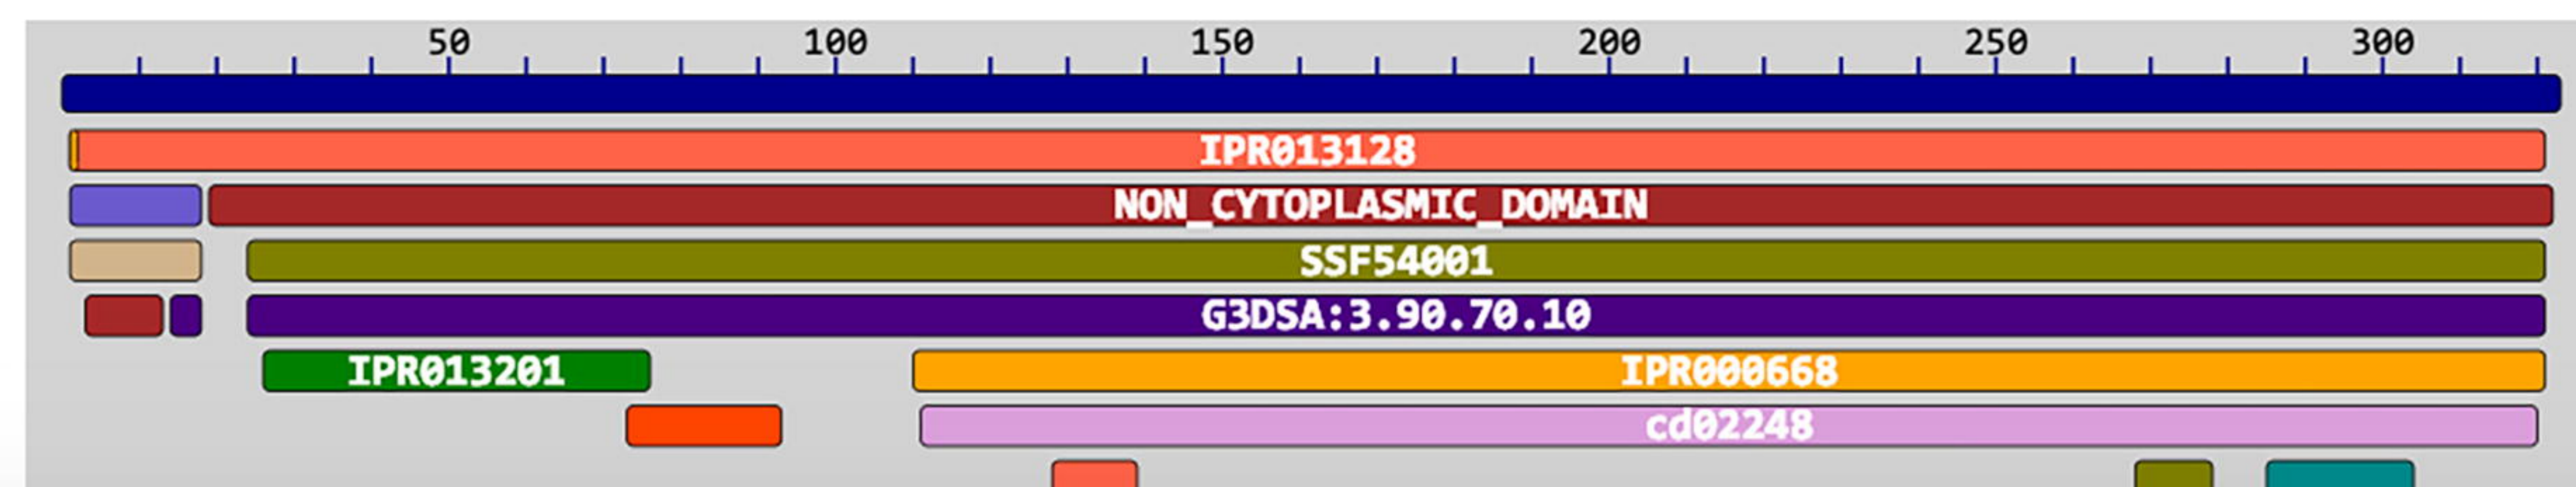 50 100 150 200 250 300
IPR013128
NON_CYTOPLASMIC_DOMAIN
SSF54001
G3DSA:3.90.70.10
IPR013201 IPR000668
cd02248